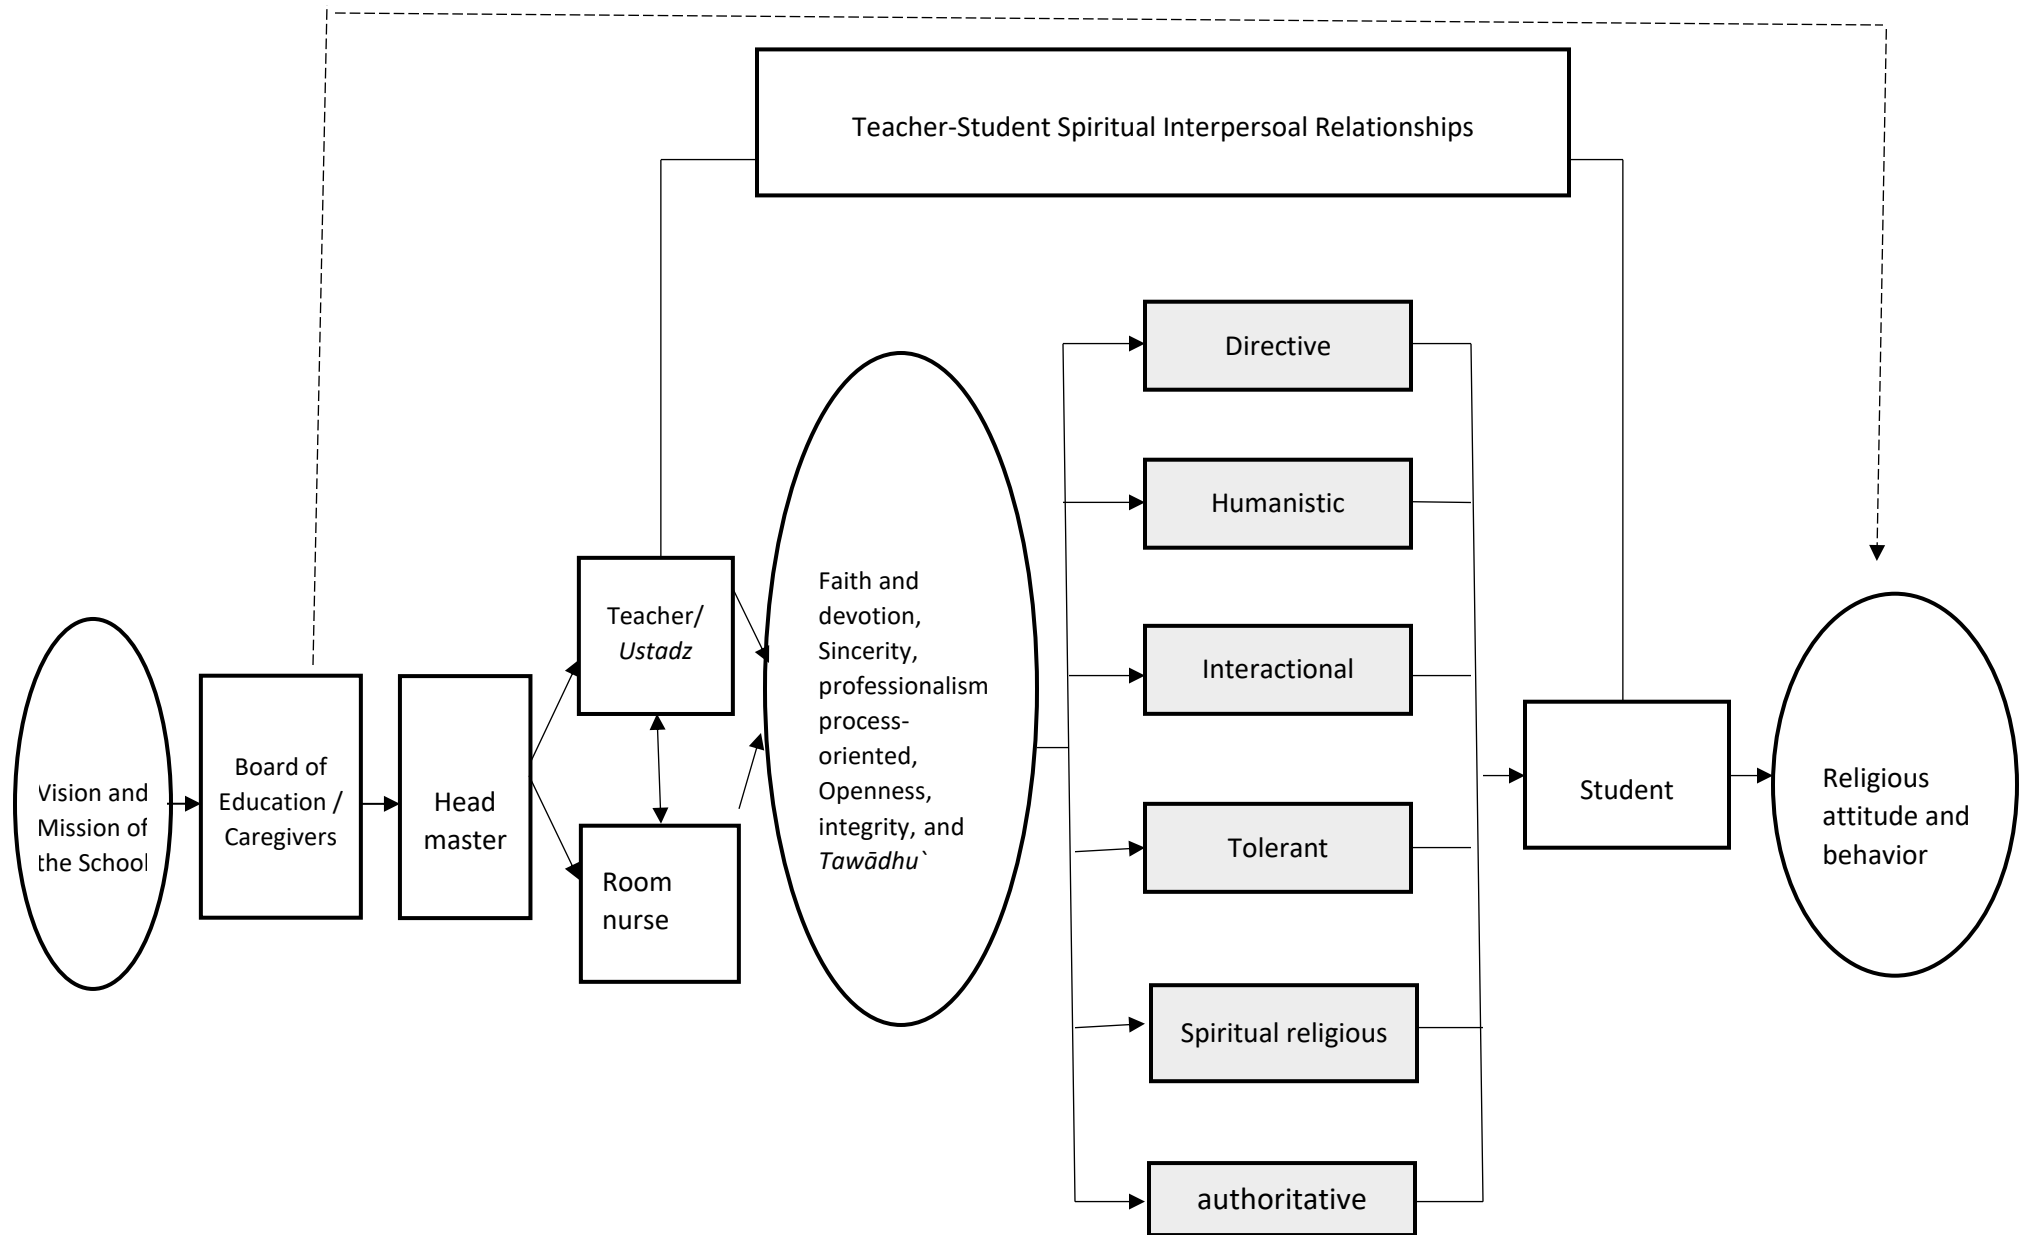 Teacher-Student Spiritual Interpersoal Relationships
Vision and
Mission of
the School
Board of
Education /
Caregivers
Head
master
Teacher/
Ustadz
Room
nurse
Faith and
devotion,
Sincerity,
professionalism
process-
oriented,
Openness,
integrity, and
Tawādhu`
Directive
Humanistic
Interactional
Tolerant
Spiritual religious
authoritative
Student
Religious
attitude and
behavior